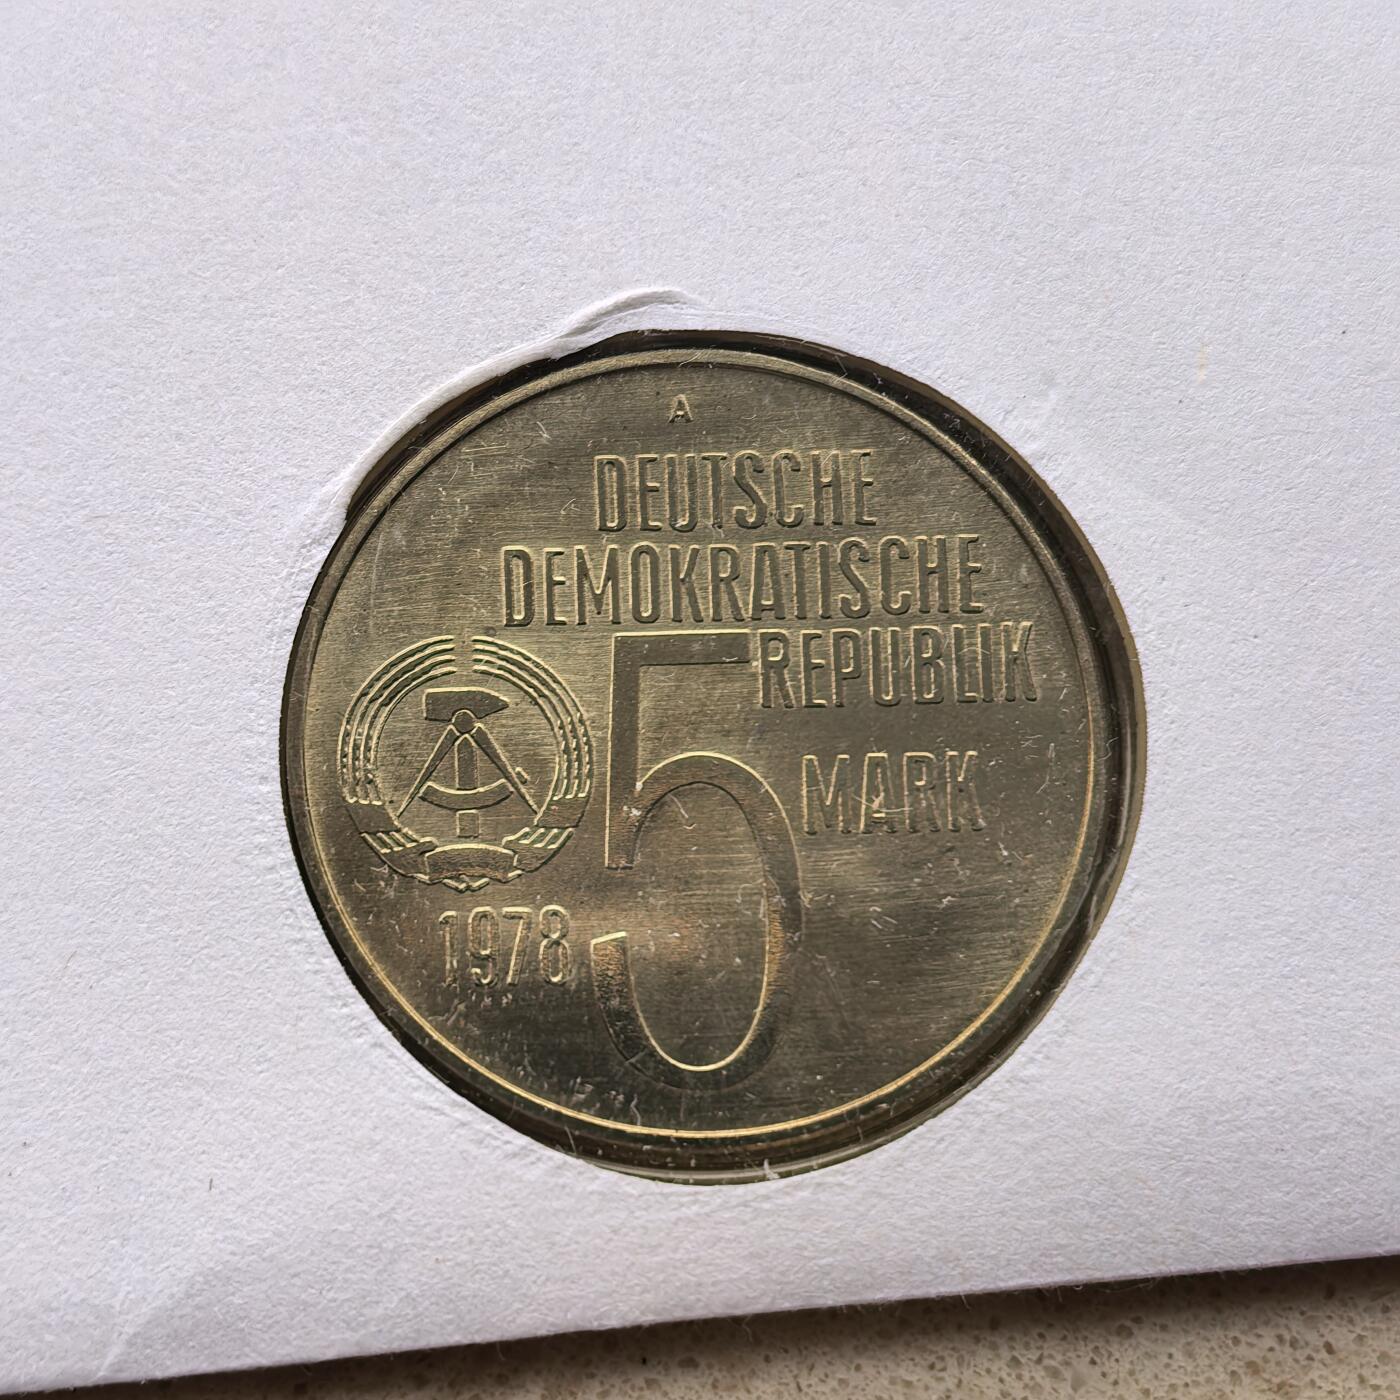 A
DEUTSCHE
DEMOKRATISCHE
REPUBLIK
5 MARK
1978